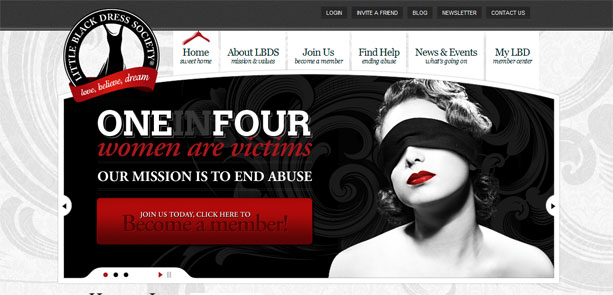 LOGIN
INVITE A FRIEND
BLOG
NEWSLETTER
CONTACT US
LITTLE BLACK DRESS SOCIETY
love, believe, dream
Home
sweet home
About LBDS
mission & values
Join Us
become a member
Find Help
ending abuse
News & Events
what's going on
My LBD
member center
ONE IN FOUR
women are victims
OUR MISSION IS TO END ABUSE
JOIN US TODAY, CLICK HERE TO
Become a member!